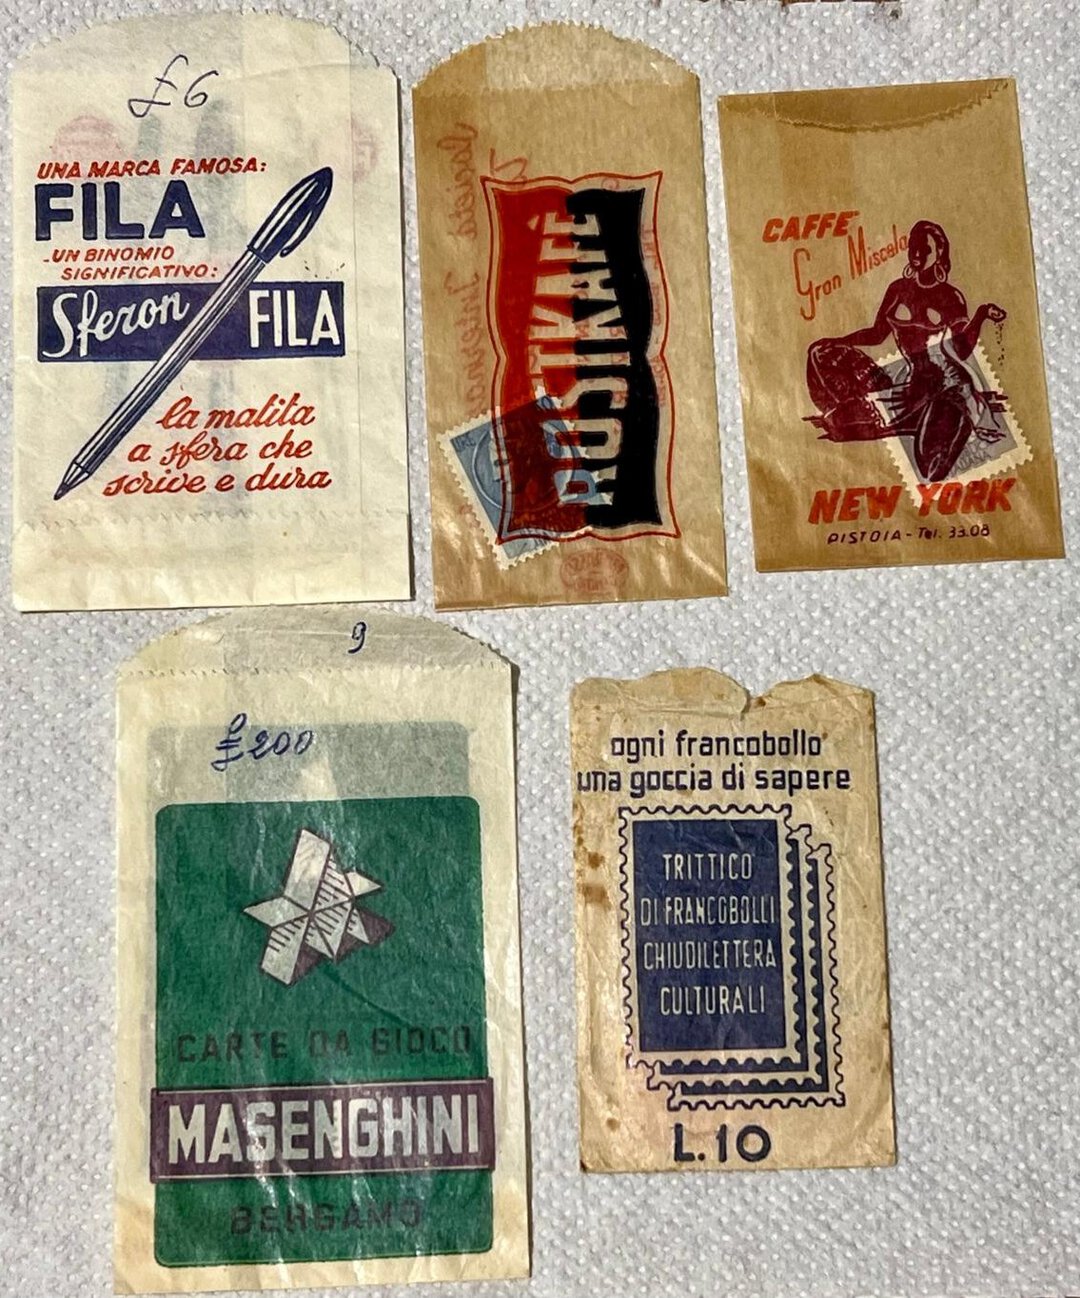 £6
UNA MARCA FAMOSA:
FILA
..UN BINOMIO
SIGNIFICATIVO:
Sferon FILA
la matita
a sfera che
scrive e dura
ROSTKAFÈ
ROSTKAFÈ
CAFFE'
Gran Miscela
NEW YORK
PISTOIA - Tel. 33.08
9
£200
CARTE DA GIOCO
MASENGHINI
BERGAMO
ogni francobollo
una goccia di sapere
TRITTICO
DI FRANCOBOLLI
CHIUDILETTERA
CULTURALI
L.10